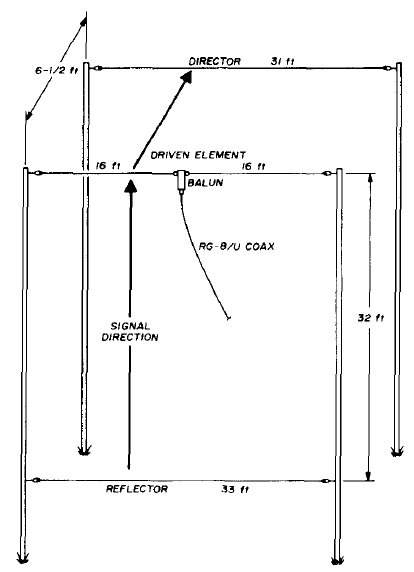 DIRECTOR 31 ft
6-1/2 ft
DRIVEN ELEMENT
16 ft 16 ft
BALUN
RG-8/U COAX
SIGNAL
DIRECTION
32 ft
REFLECTOR 33 ft